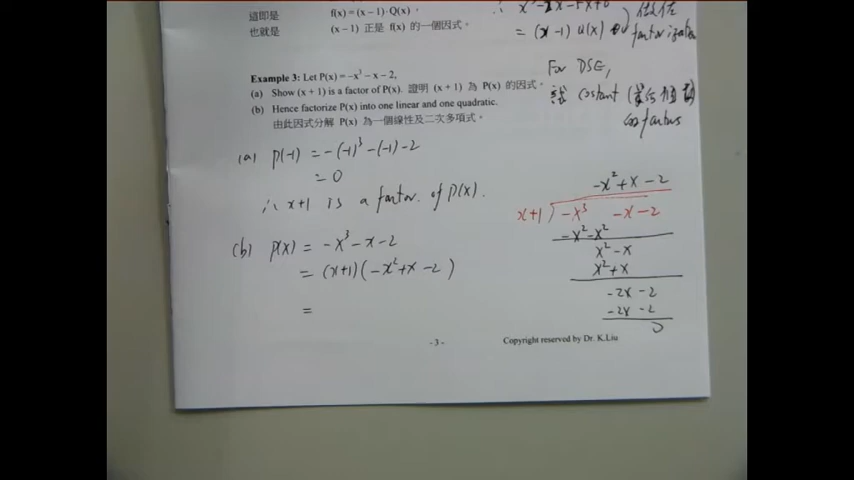 這即是 f(x) = (x − 1)·Q(x) 。
也就是 (x − 1) 正是 f(x) 的一個因式。
= (x-1) Q(x)
factorization
For DSE,
constant
factors
Example 3: Let P(x) = −x³ − x − 2,
(a) Show (x + 1) is a factor of P(x). 證明 (x + 1) 為 P(x) 的因式。
(b) Hence factorize P(x) into one linear and one quadratic.
由此因式分解 P(x) 為一個線性及二次多項式。
(a) P(-1) = -(-1)³ - (-1) - 2
= 0
∴ x+1 is a factor of P(x).
(b) P(x) = -x³ - x - 2
= (x+1)(-x²+x-2)
=
-x²+x-2
x+1 ) -x³ -x-2
-x²-x²
x²-x
x²+x
-2x-2
-2x-2
0
- 3 -
Copyright reserved by Dr. K.Liu